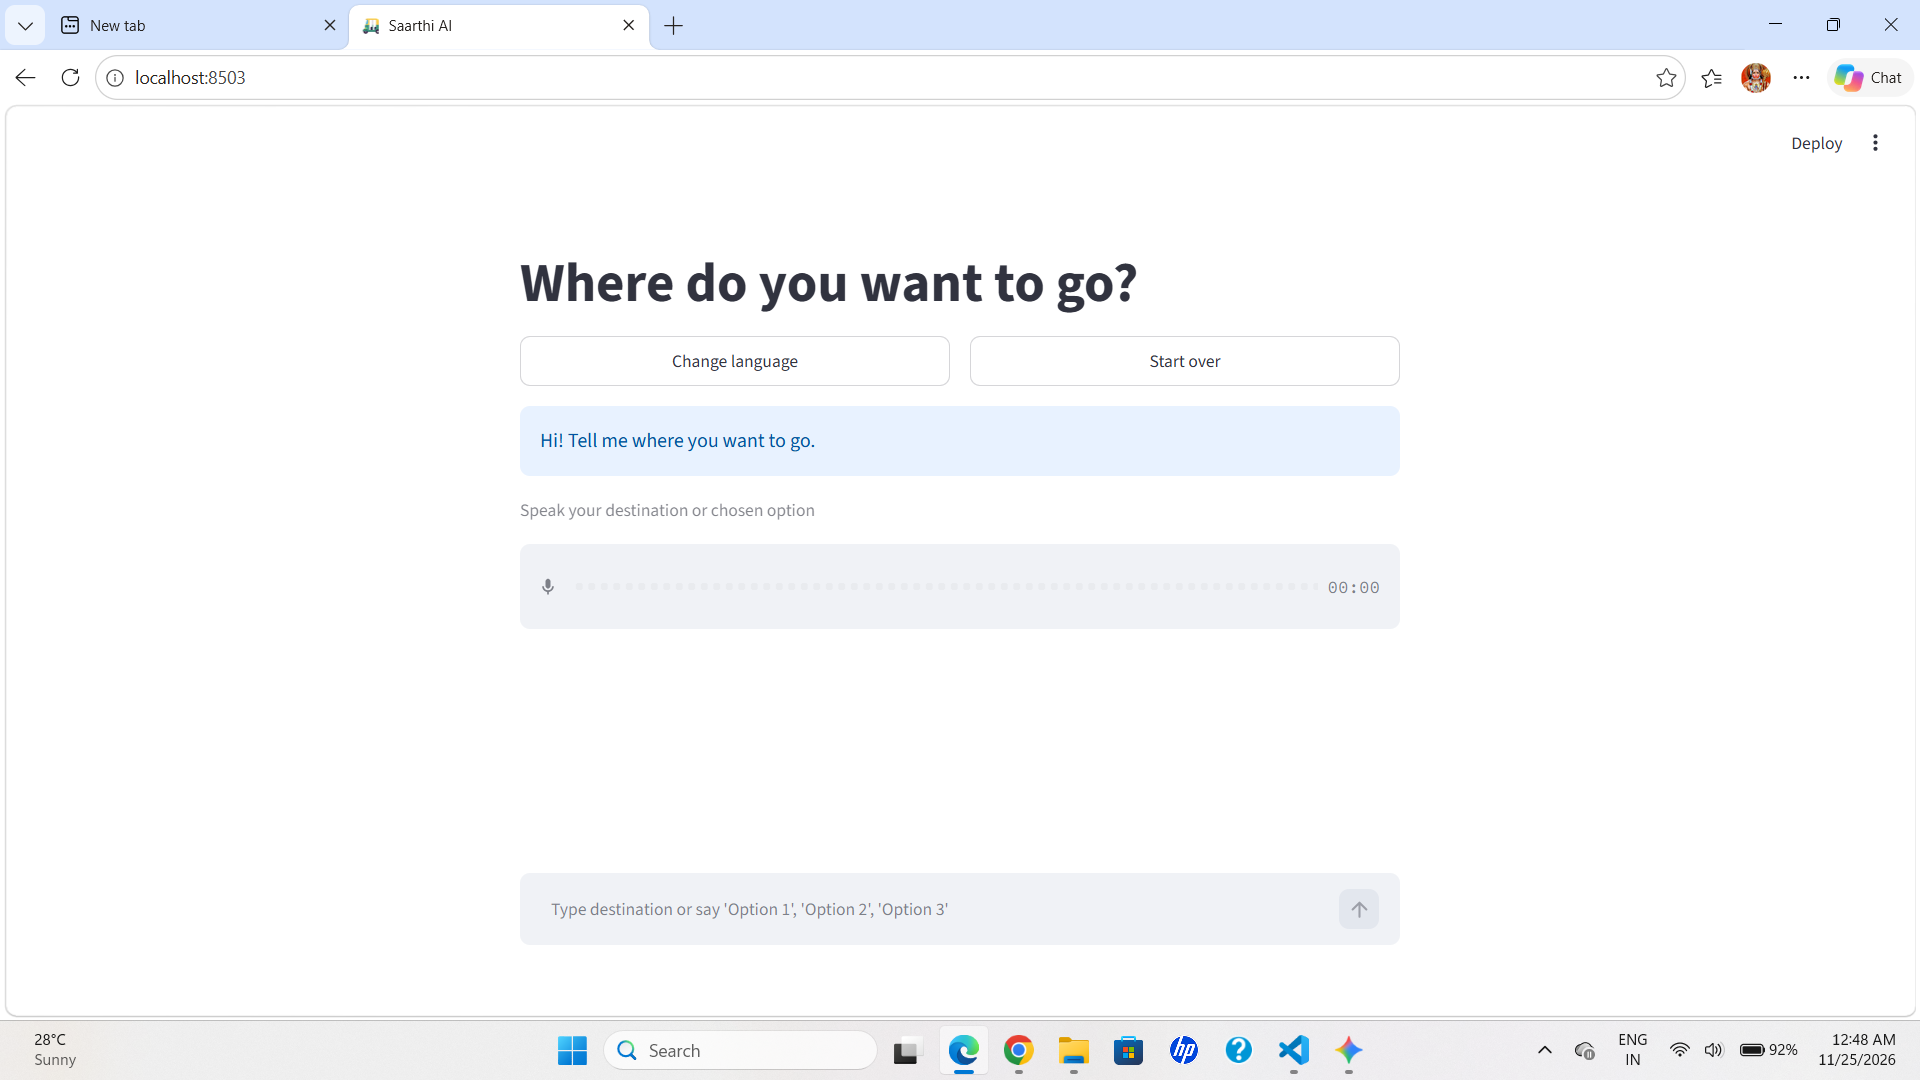 New tab
Saarthi AI
localhost:8503
Chat
Deploy
Where do you want to go?
Change language
Start over
Hi! Tell me where you want to go.
Speak your destination or chosen option
00:00
Type destination or say 'Option 1', 'Option 2', 'Option 3'
28°C
Sunny
Search
hp
ENG
IN
92%
12:48 AM
11/25/2026